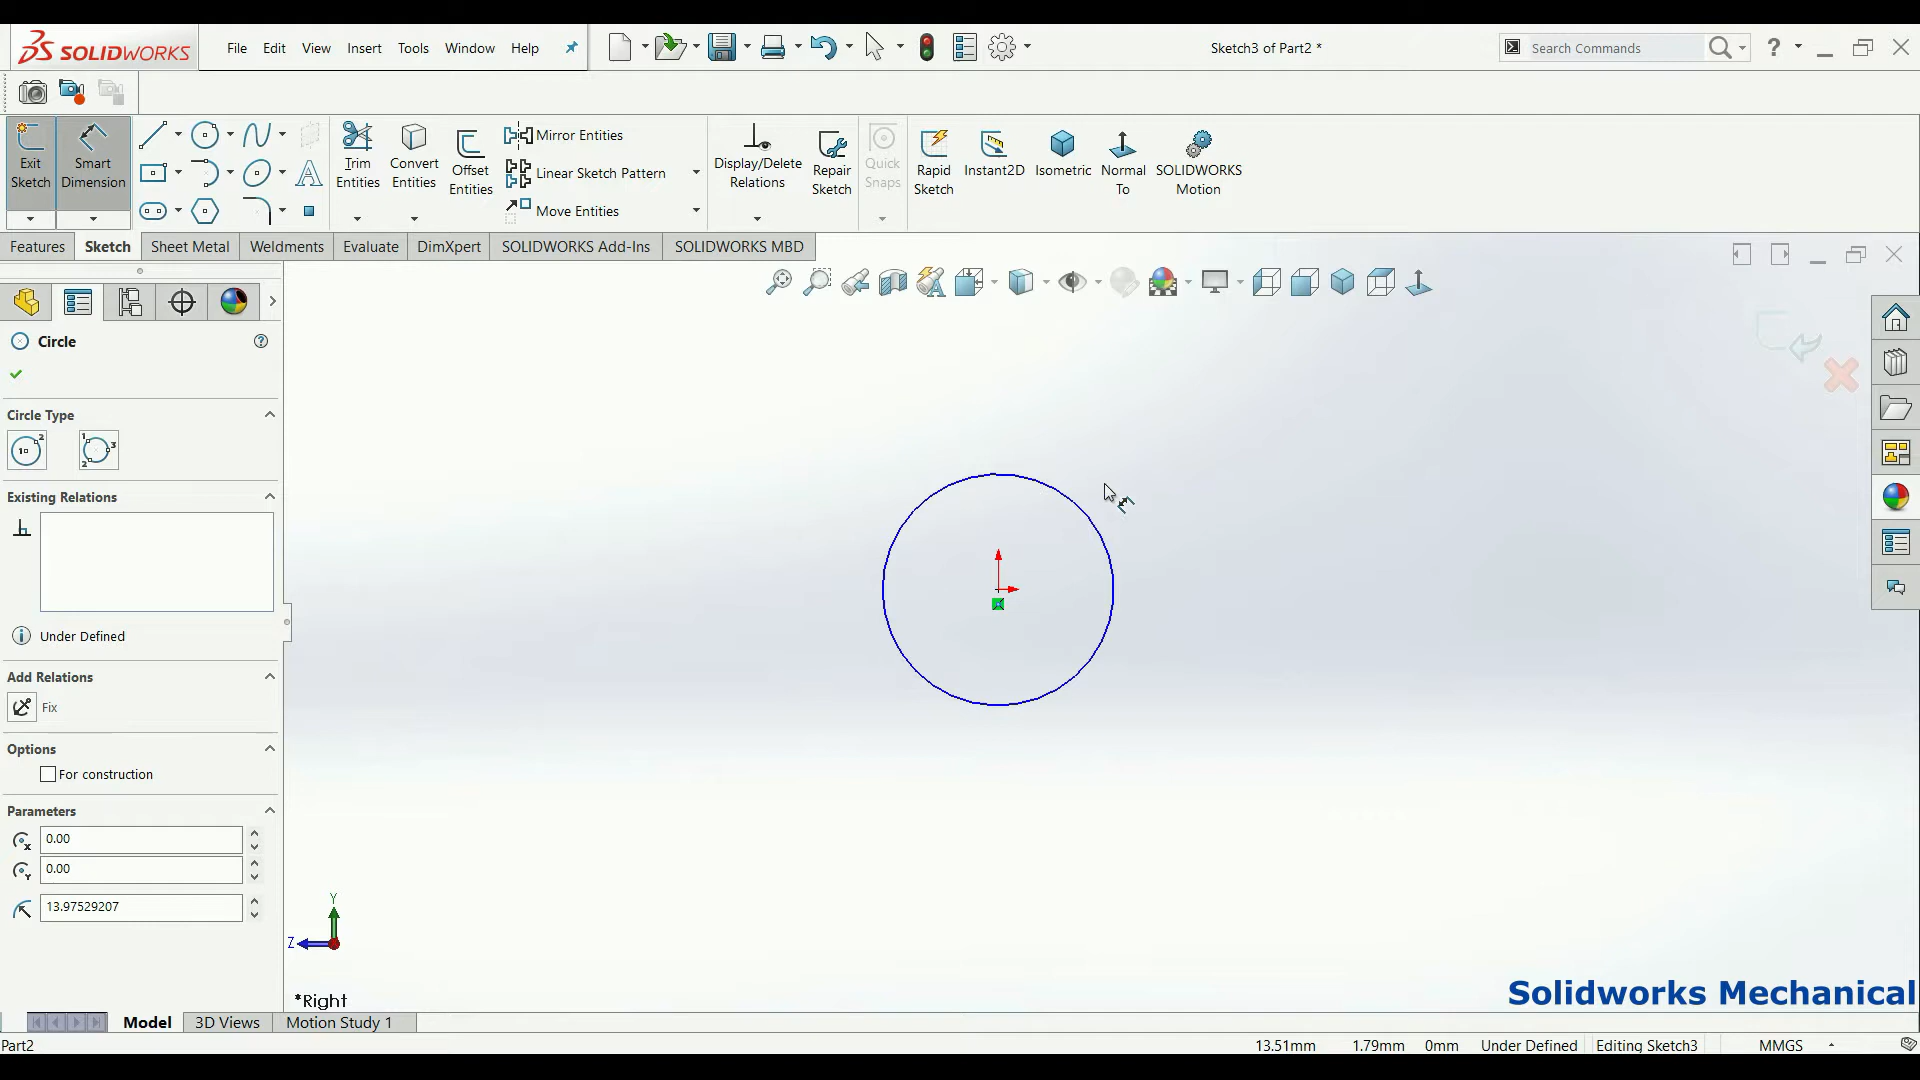 SOLIDWORKS File Edit View Insert Tools Window Help Sketch3 of Part2 * Search Commands ?
Exit Sketch
Smart Dimension
Trim Entities
Convert Entities
Offset Entities
Mirror Entities
Linear Sketch Pattern
Move Entities
Display/Delete Relations
Repair Sketch
Quick Snaps
Rapid Sketch
Instant2D
Isometric
Normal To
SOLIDWORKS Motion
Features Sketch Sheet Metal Weldments Evaluate DimXpert SOLIDWORKS Add-Ins SOLIDWORKS MBD
Circle
Circle Type
Existing Relations
Under Defined
Add Relations
Fix
Options
For construction
Parameters
0.00
0.00
13.97529207
Y
Z
*Right
Solidworks Mechanical
Model 3D Views Motion Study 1
Part2 13.51mm 1.79mm 0mm Under Defined Editing Sketch3 MMGS